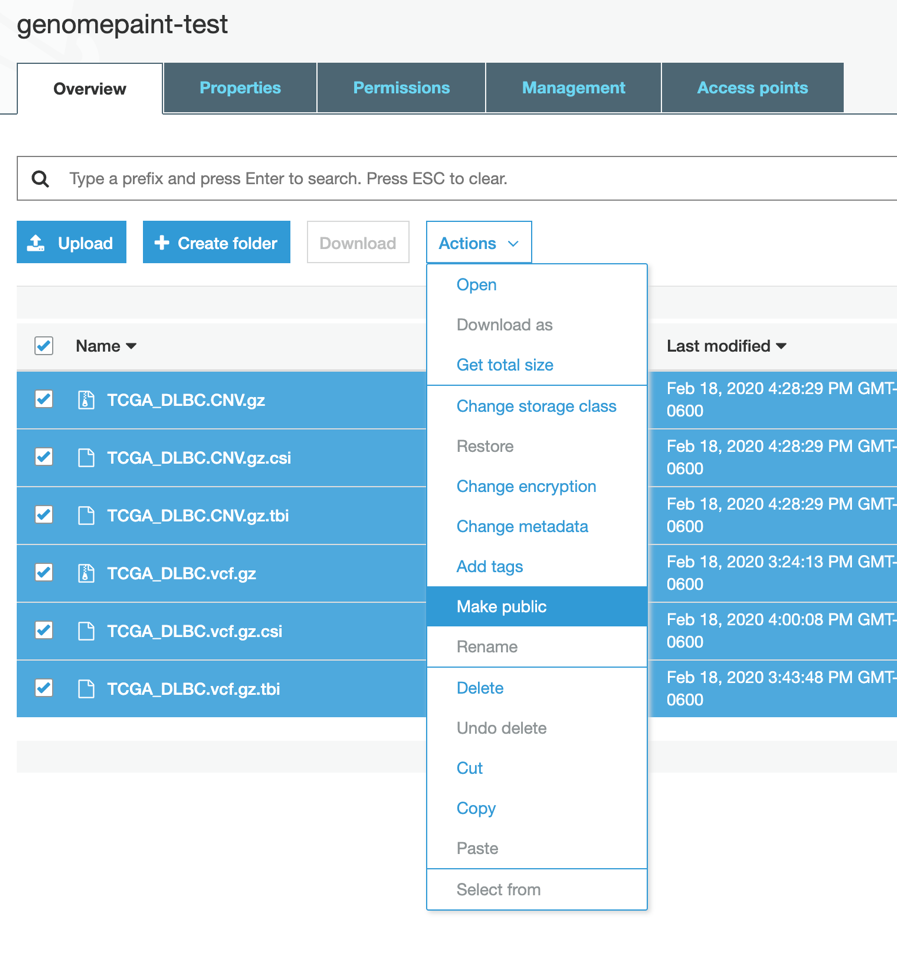 genomepaint-test
Overview
Properties
Permissions
Management
Access points
Type a prefix and press Enter to search. Press ESC to clear.
Upload
Create folder
Download
Actions
Open
Download as
Get total size
Change storage class
Restore
Change encryption
Change metadata
Add tags
Make public
Rename
Delete
Undo delete
Cut
Copy
Paste
Select from
Name
Last modified
TCGA_DLBC.CNV.gz
Feb 18, 2020 4:28:29 PM GMT-
0600
TCGA_DLBC.CNV.gz.csi
Feb 18, 2020 4:28:29 PM GMT-
0600
TCGA_DLBC.CNV.gz.tbi
Feb 18, 2020 4:28:29 PM GMT-
0600
TCGA_DLBC.vcf.gz
Feb 18, 2020 3:24:13 PM GMT-
0600
TCGA_DLBC.vcf.gz.csi
Feb 18, 2020 4:00:08 PM GMT-
0600
TCGA_DLBC.vcf.gz.tbi
Feb 18, 2020 3:43:48 PM GMT-
0600